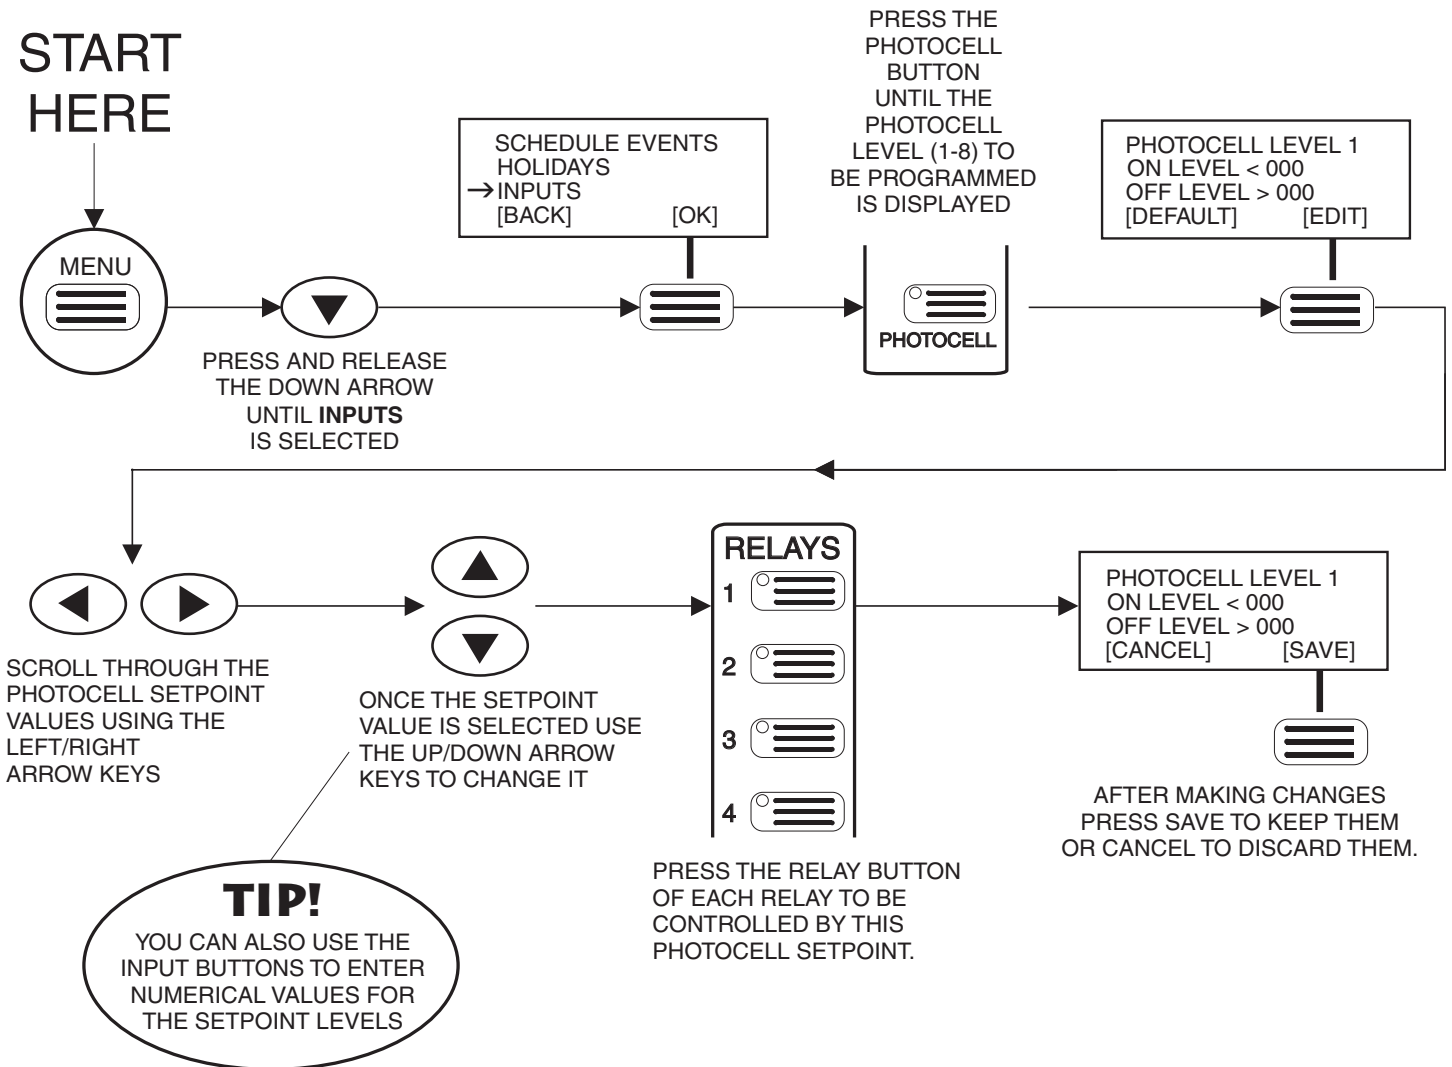 START
HERE
MENU
PRESS AND RELEASE
THE DOWN ARROW
UNTIL INPUTS
IS SELECTED
SCHEDULE EVENTS
HOLIDAYS
→INPUTS
[BACK] [OK]
PRESS THE
PHOTOCELL
BUTTON
UNTIL THE
PHOTOCELL
LEVEL (1-8) TO
BE PROGRAMMED
IS DISPLAYED
PHOTOCELL
PHOTOCELL LEVEL 1
ON LEVEL < 000
OFF LEVEL > 000
[DEFAULT] [EDIT]
SCROLL THROUGH THE
PHOTOCELL SETPOINT
VALUES USING THE
LEFT/RIGHT
ARROW KEYS
ONCE THE SETPOINT
VALUE IS SELECTED USE
THE UP/DOWN ARROW
KEYS TO CHANGE IT
TIP!
YOU CAN ALSO USE THE
INPUT BUTTONS TO ENTER
NUMERICAL VALUES FOR
THE SETPOINT LEVELS
RELAYS
1
2
3
4
PRESS THE RELAY BUTTON
OF EACH RELAY TO BE
CONTROLLED BY THIS
PHOTOCELL SETPOINT.
PHOTOCELL LEVEL 1
ON LEVEL < 000
OFF LEVEL > 000
[CANCEL] [SAVE]
AFTER MAKING CHANGES
PRESS SAVE TO KEEP THEM
OR CANCEL TO DISCARD THEM.